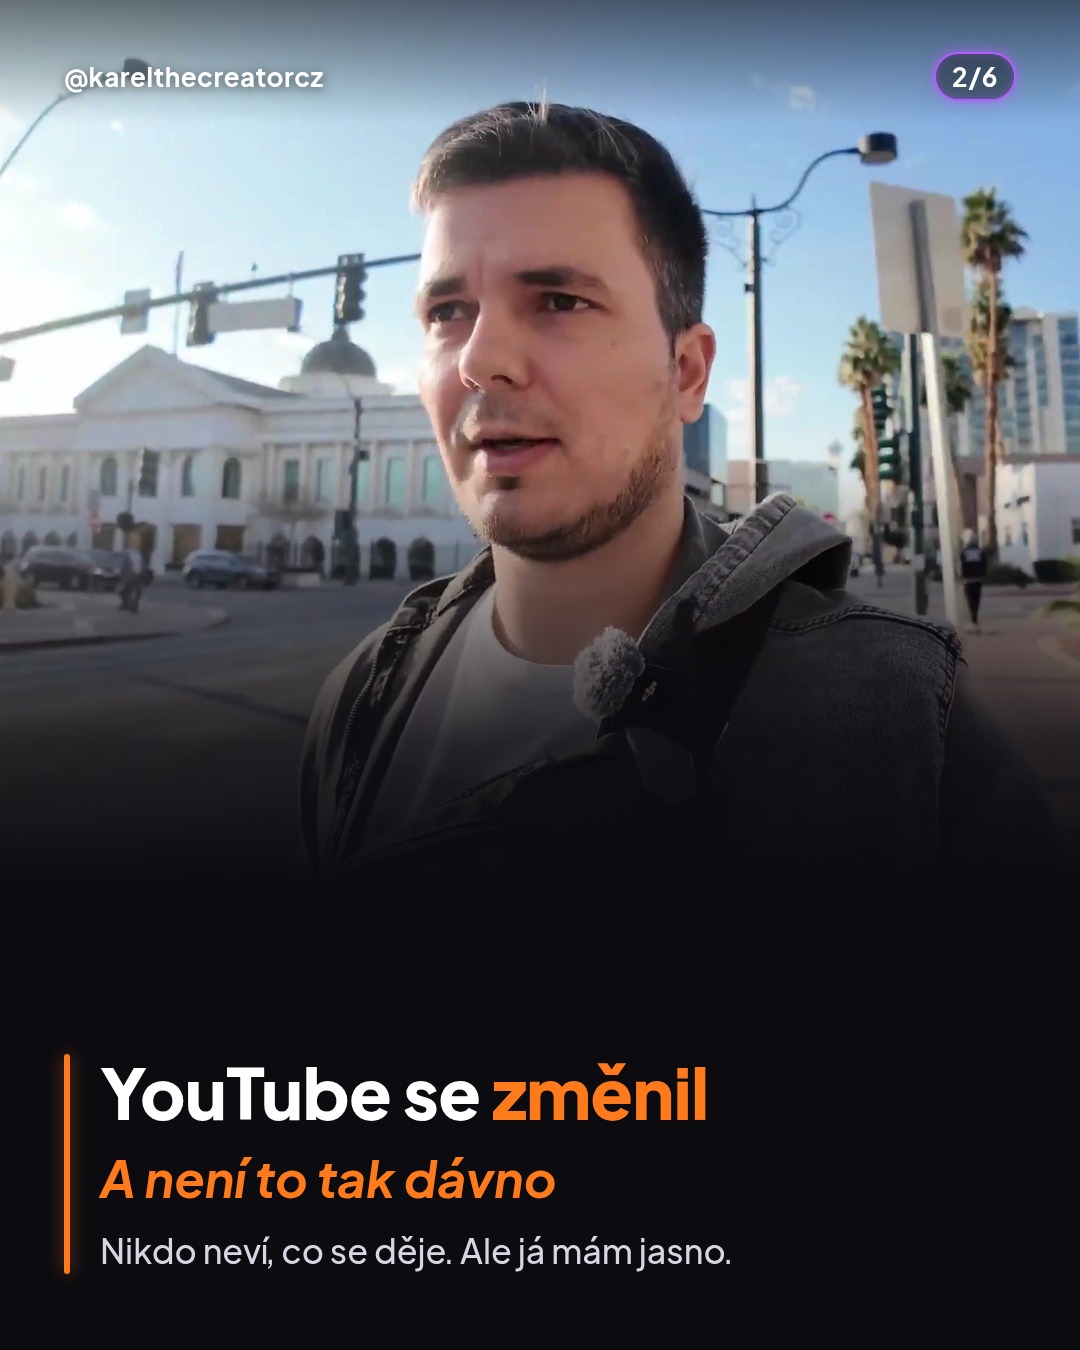 @karelthecreatorcz
2/6
YouTube se změnil
A není to tak dávno
Nikdo neví, co se děje. Ale já mám jasno.